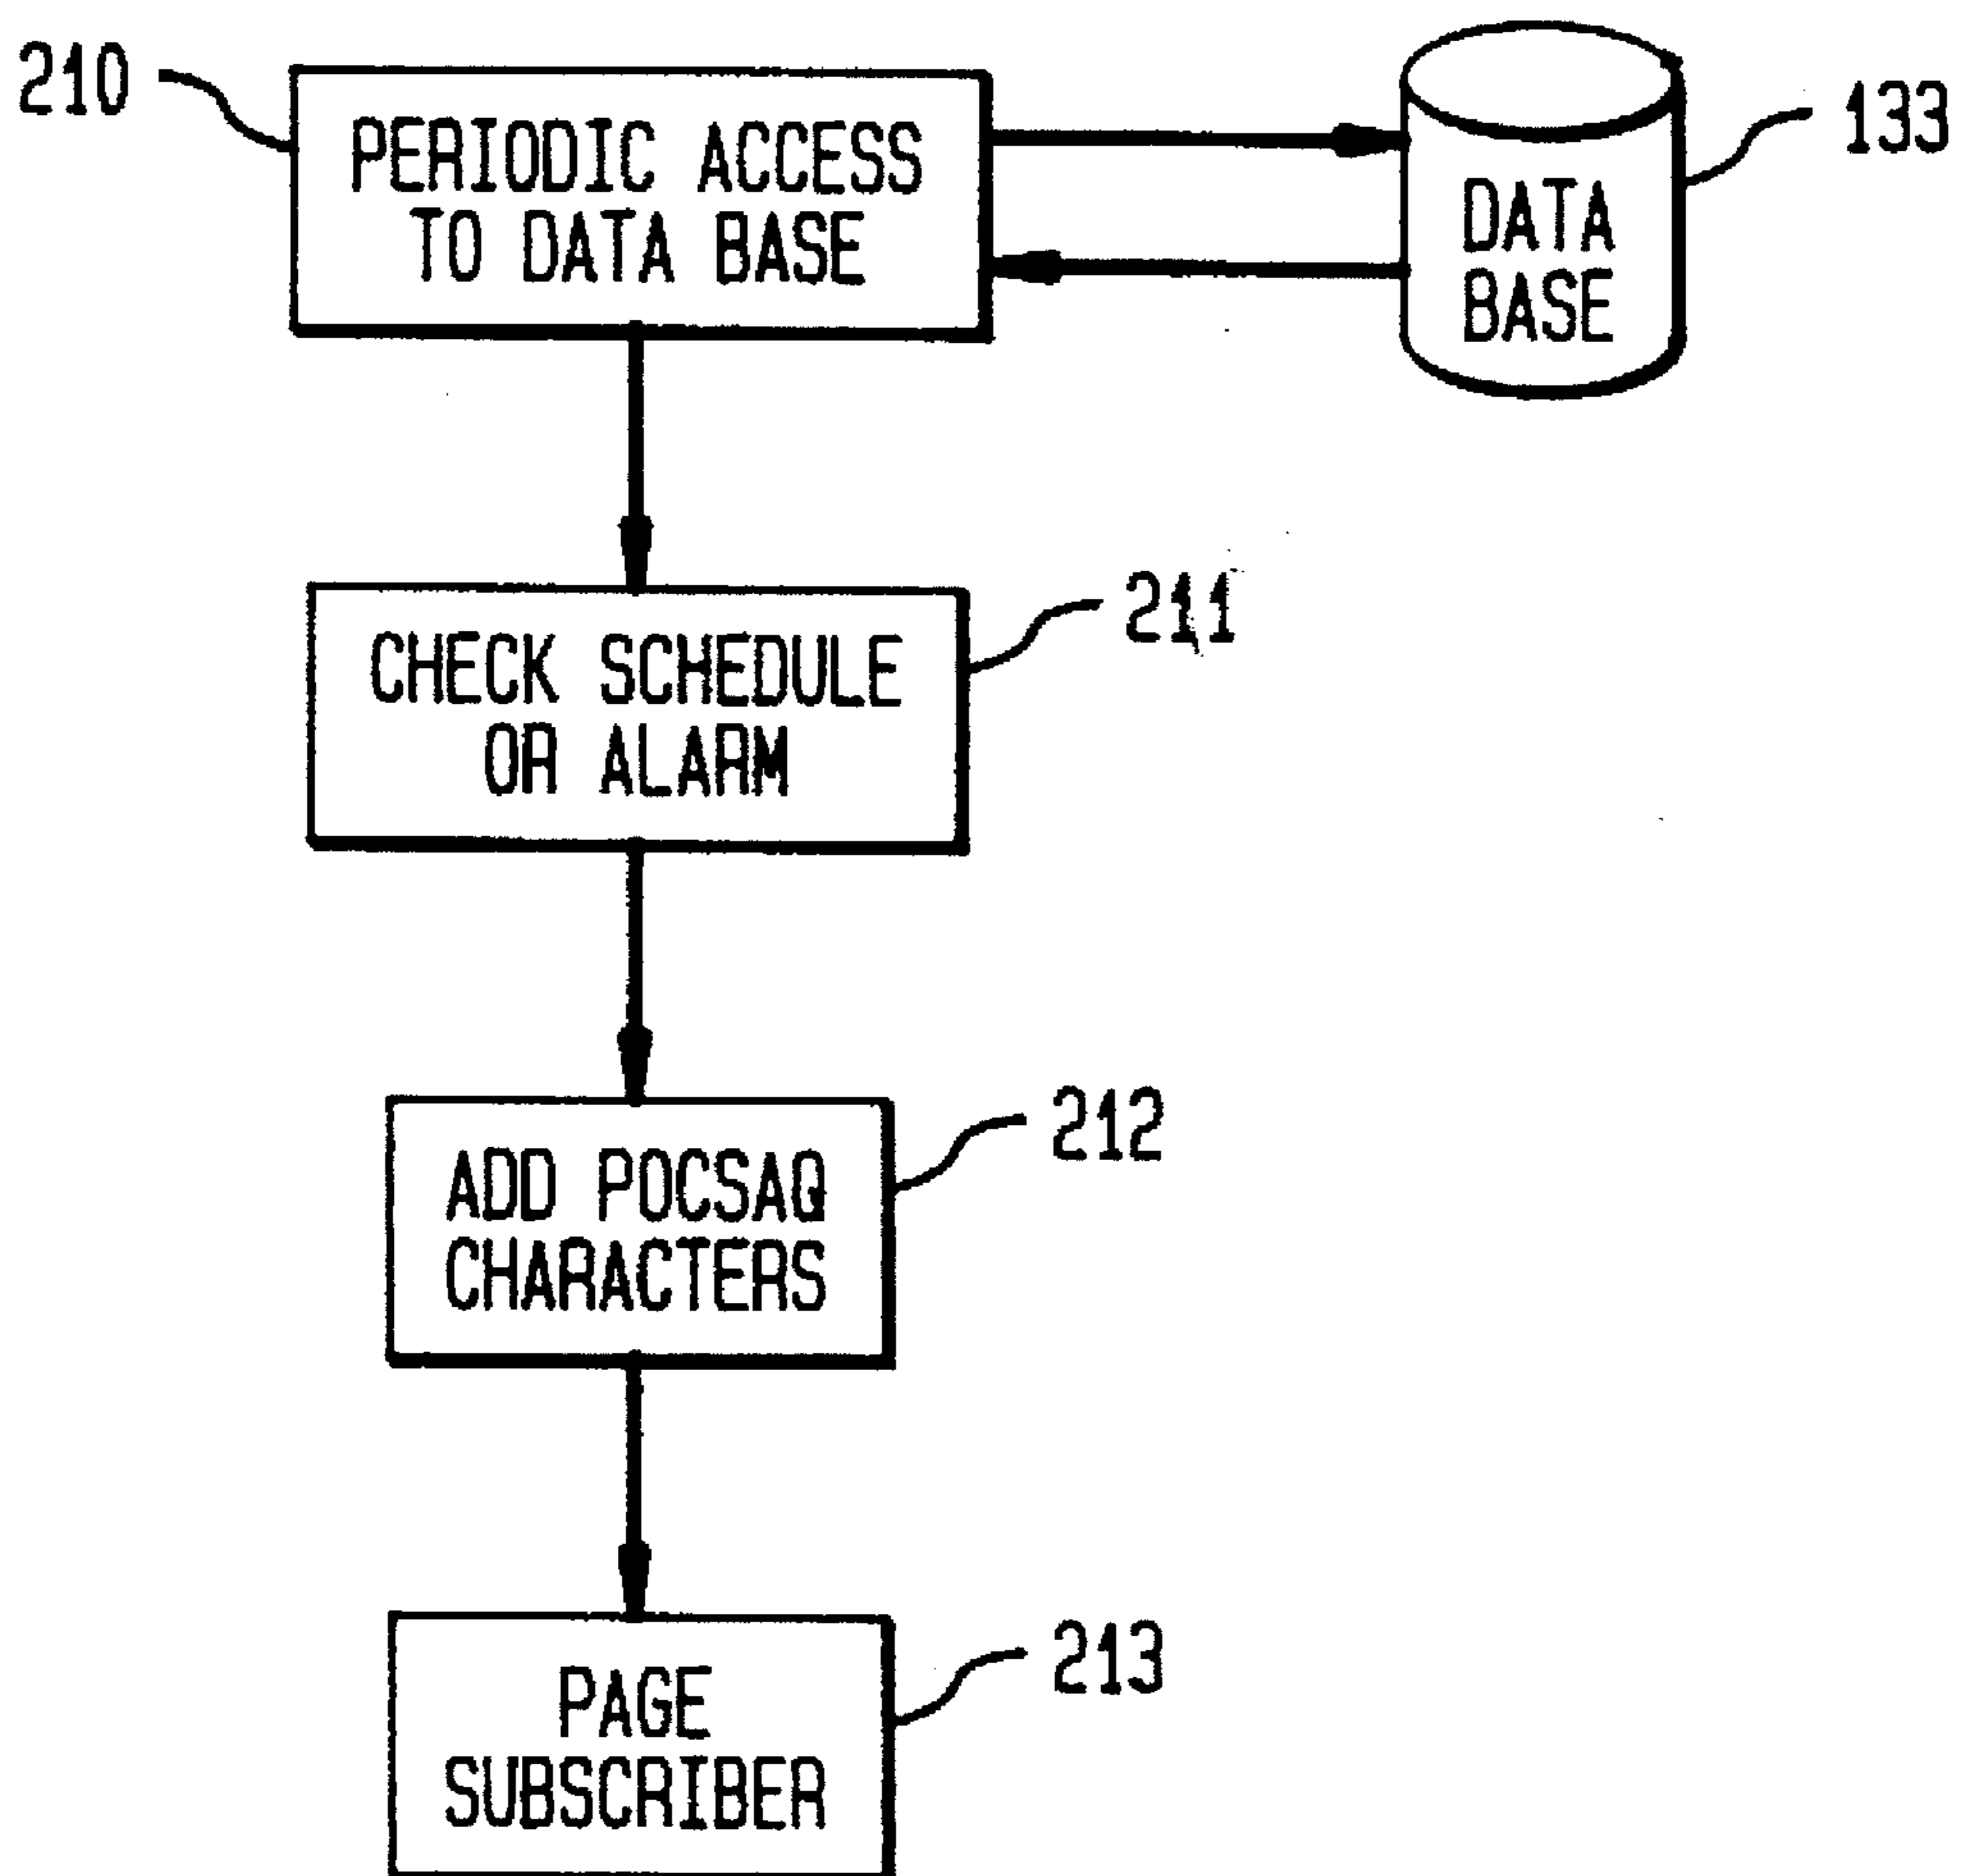 210
PERIODIC ACCESS
TO DATA BASE
133
DATA
BASE
211
CHECK SCHEDULE
OR ALARM
212
ADD POCSAQ
CHARACTERS
213
PAGE
SUBSCRIBER